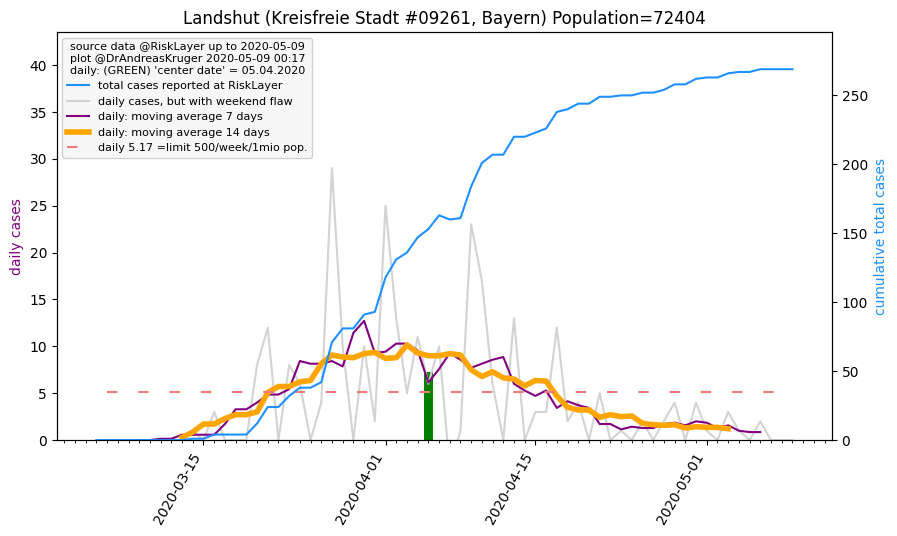 Landshut (Kreisfreie Stadt #09261, Bayern) Population=72404
source data @RiskLayer up to 2020-05-09
plot @DrAndreasKruger 2020-05-09 00:17
daily: (GREEN) 'center date' = 05.04.2020
total cases reported at RiskLayer
daily cases, but with weekend flaw
daily: moving average 7 days
daily: moving average 14 days
daily 5.17 =limit 500/week/1mio pop.
daily cases
40
35
30
25
20
15
10
5
0
cumulative total cases
250
200
150
100
50
0
2020-03-15
2020-04-01
2020-04-15
2020-05-01